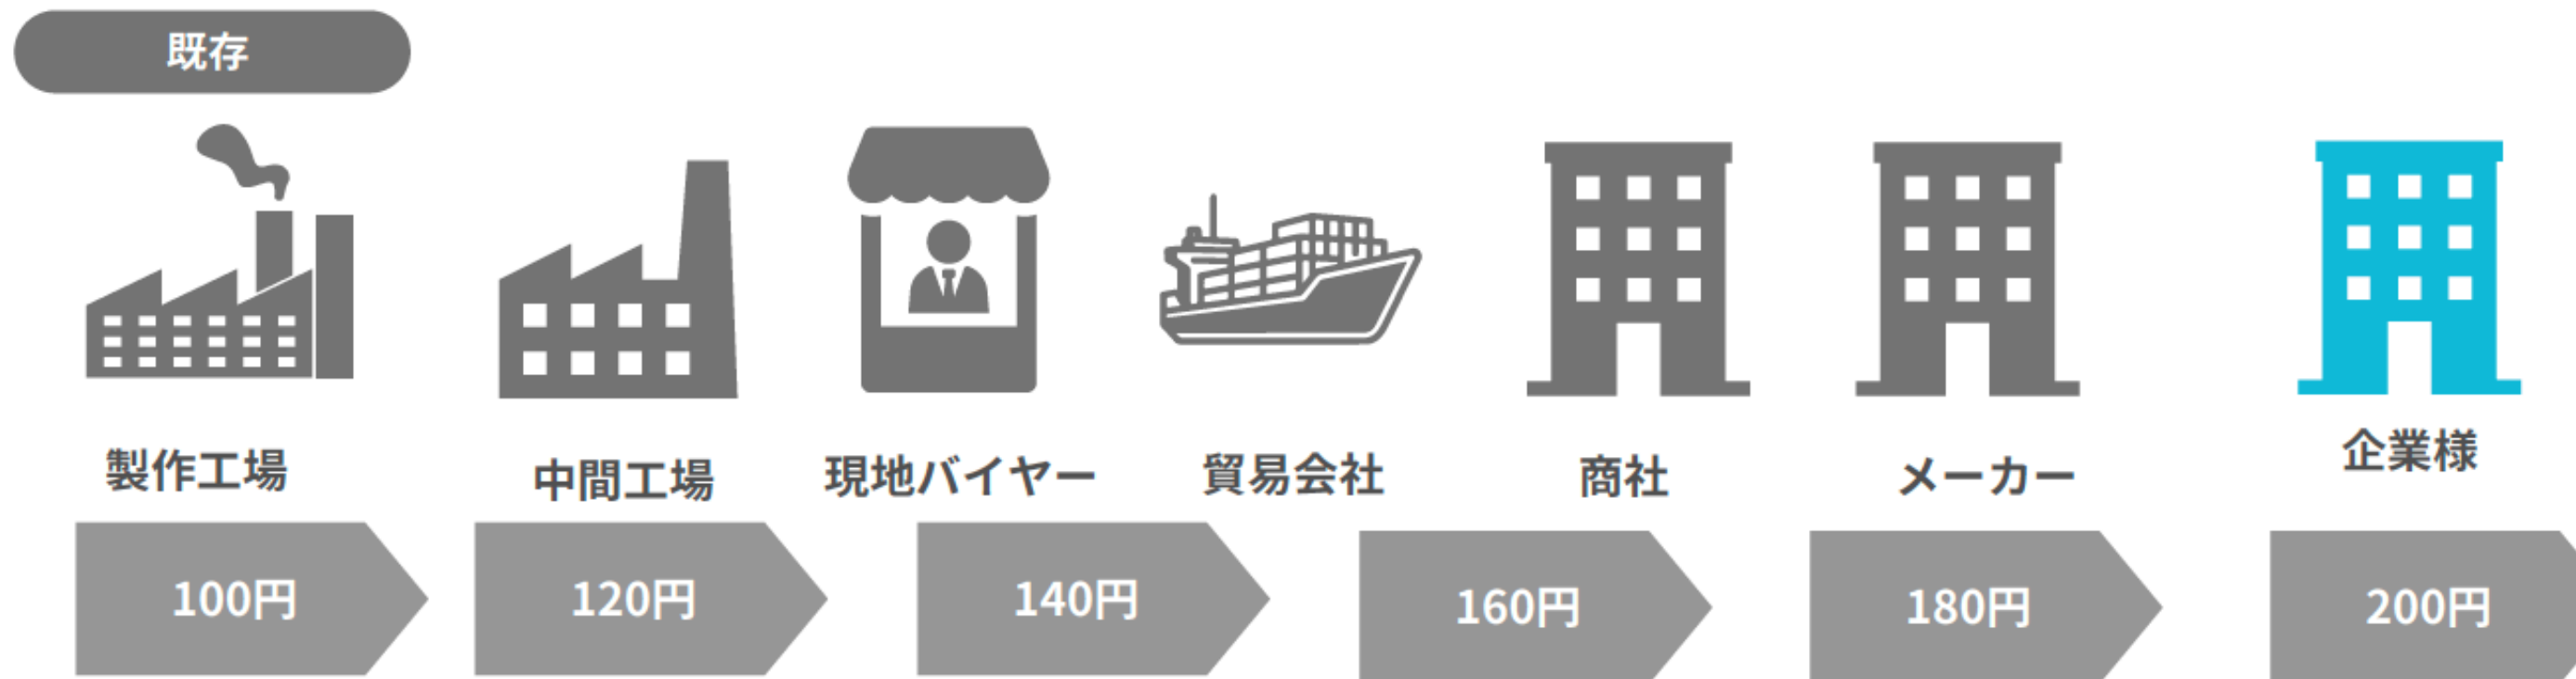 既存
製作工場
中間工場
現地バイヤー
貿易会社
商社
メーカー
企業様
100円
120円
140円
160円
180円
200円